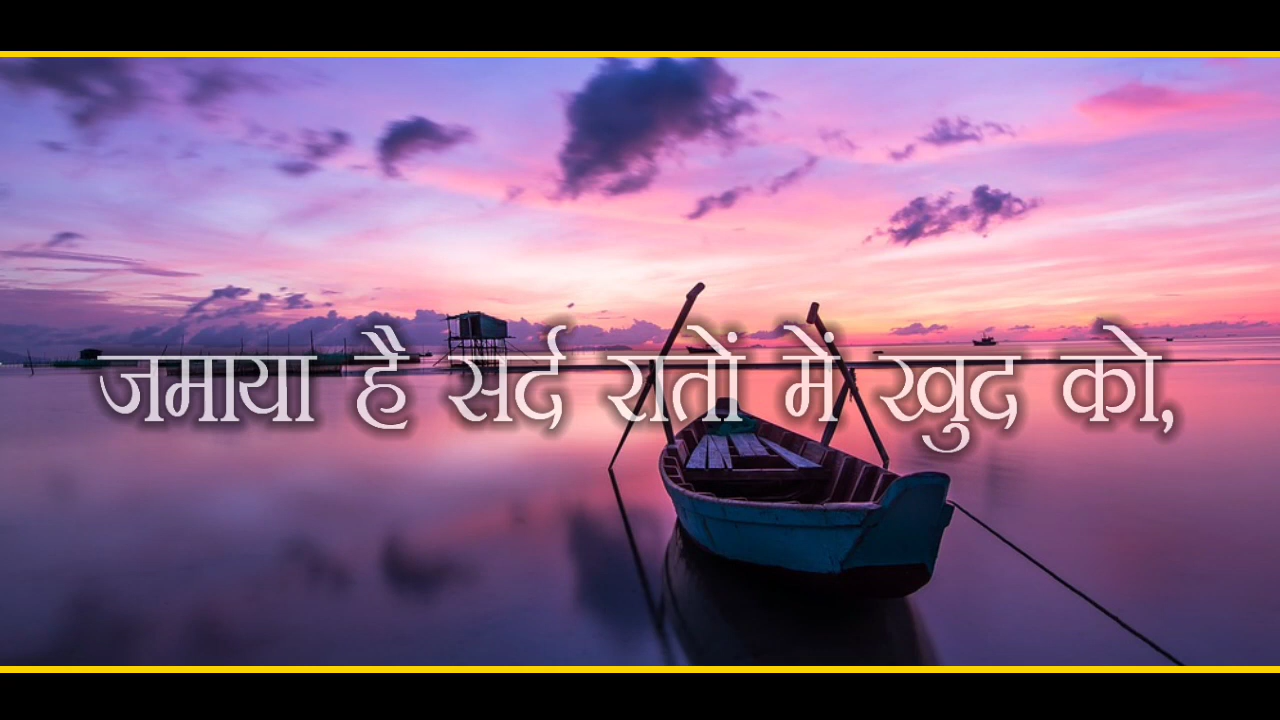 जमाया है सर्द रातों में खुद को,